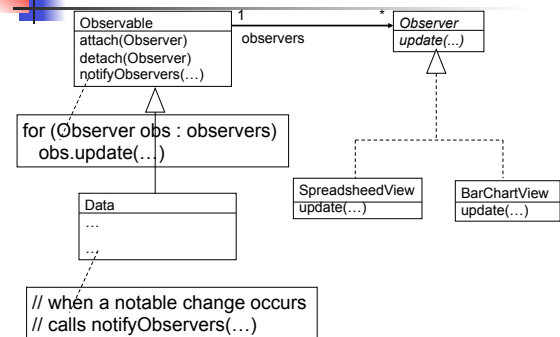 Observable
attach(Observer)
detach(Observer)
notifyObservers(…)
1
*
observers
Observer
update(...)
for (Observer obs : observers)
obs.update(…)
Data
…
…
SpreadsheedView
update(…)
BarChartView
update(…)
// when a notable change occurs
// calls notifyObservers(…)